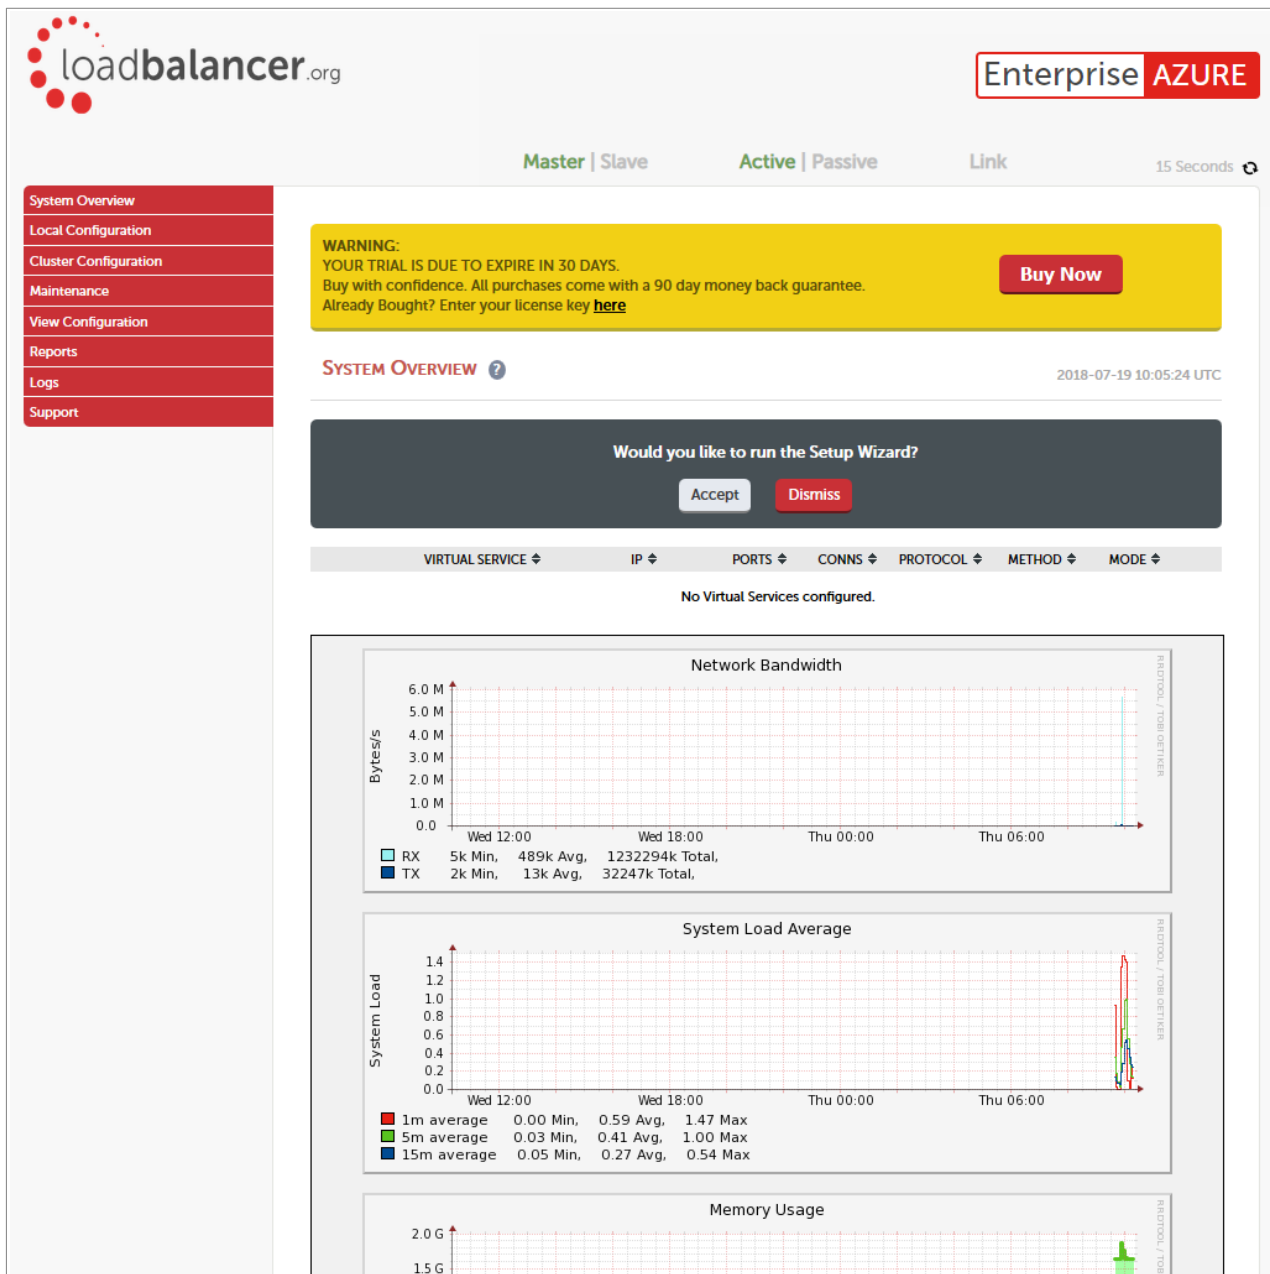 loadbalancer.org
Enterprise AZURE
Master | Slave
Active | Passive
Link
15 Seconds
System Overview
Local Configuration
Cluster Configuration
Maintenance
View Configuration
Reports
Logs
Support
WARNING:
YOUR TRIAL IS DUE TO EXPIRE IN 30 DAYS.
Buy with confidence. All purchases come with a 90 day money back guarantee.
Already Bought? Enter your license key here
Buy Now
SYSTEM OVERVIEW ?
2018-07-19 10:05:24 UTC
Would you like to run the Setup Wizard?
Accept
Dismiss
VIRTUAL SERVICE IP PORTS CONNS PROTOCOL METHOD MODE
No Virtual Services configured.
Network Bandwidth
RRDTOOL / TOBI OETIKER
Bytes/s
6.0 M
5.0 M
4.0 M
3.0 M
2.0 M
1.0 M
0.0
Wed 12:00 Wed 18:00 Thu 00:00 Thu 06:00
RX 5k Min, 489k Avg, 1232294k Total,
TX 2k Min, 13k Avg, 32247k Total,
System Load Average
RRDTOOL / TOBI OETIKER
System Load
1.4
1.2
1.0
0.8
0.6
0.4
0.2
0.0
Wed 12:00 Wed 18:00 Thu 00:00 Thu 06:00
1m average 0.00 Min, 0.59 Avg, 1.47 Max
5m average 0.03 Min, 0.41 Avg, 1.00 Max
15m average 0.05 Min, 0.27 Avg, 0.54 Max
Memory Usage
RRDTOOL / TOB
2.0 G
1.5 G